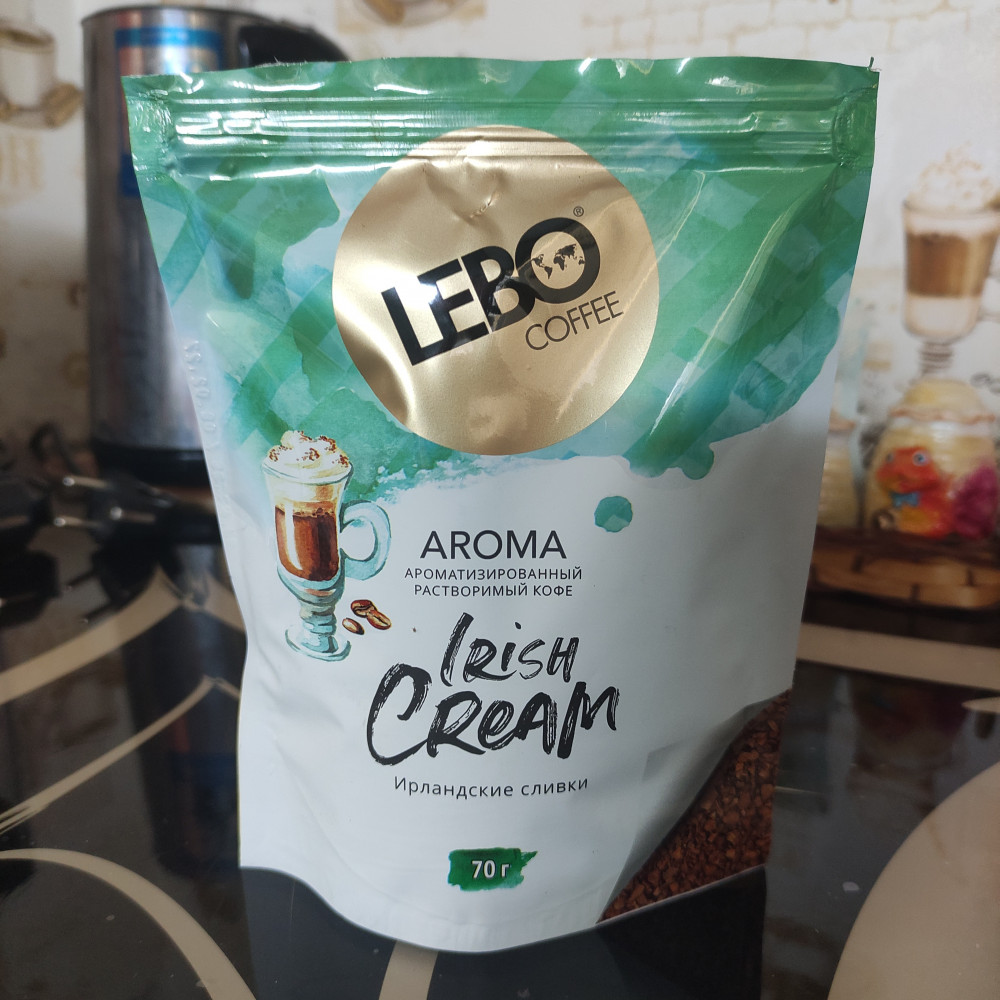 LEBO®
COFFEE
AROMA
АРОМАТИЗИРОВАННЫЙ
РАСТВОРИМЫЙ КОФЕ
IRISH
CREAM
Ирландские сливки
70 г